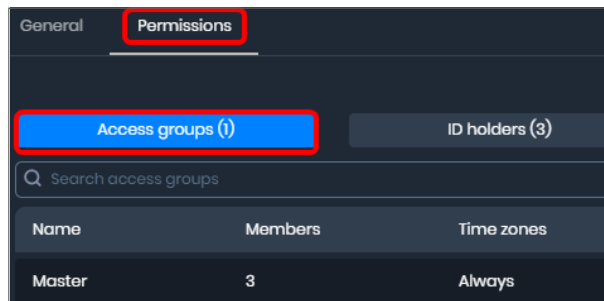 General Permissions
Access groups (1) ID holders (3)
Search access groups
Name Members Time zones
Master 3 Always